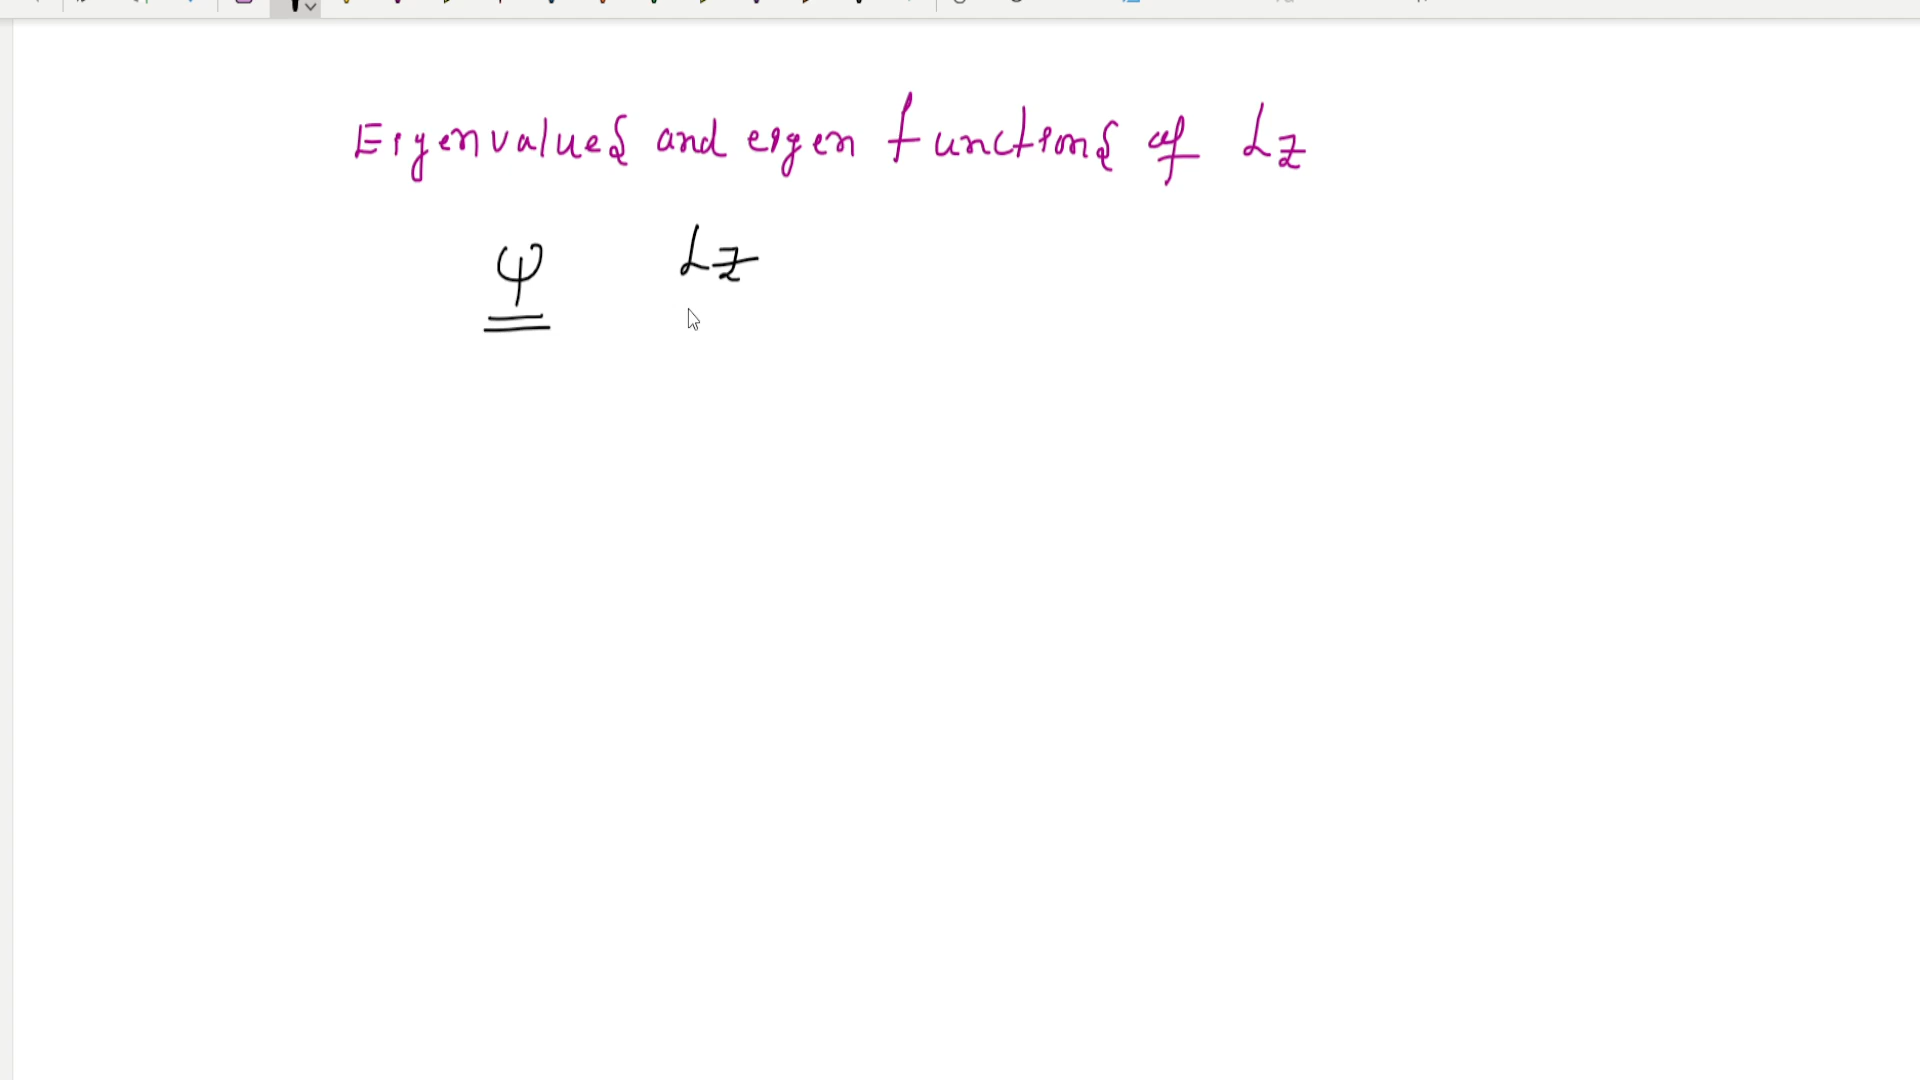 Eigenvalues and eigen functions of Lz
ψ Lz